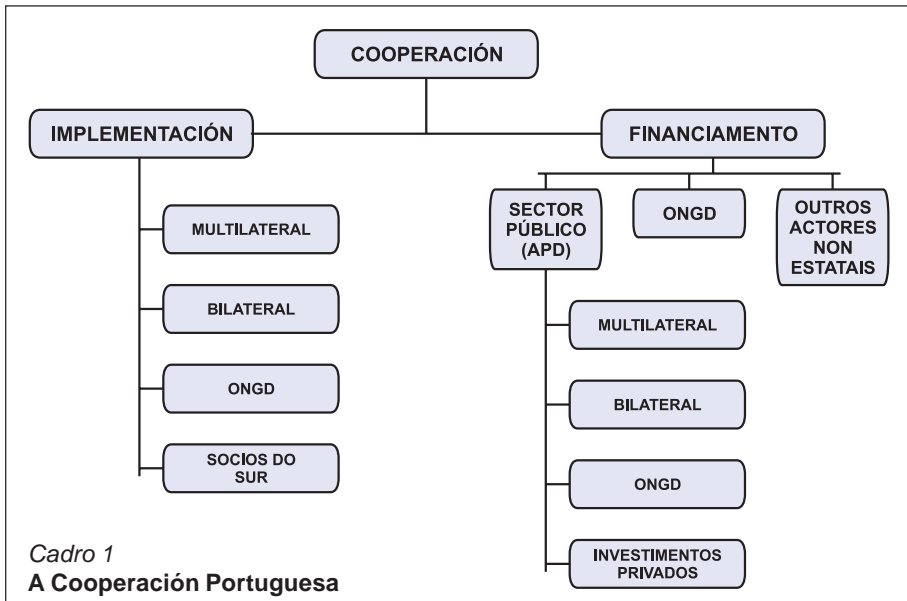 COOPERACIÓN
IMPLEMENTACIÓN
MULTILATERAL
BILATERAL
ONGD
SOCIOS DO
SUR
FINANCIAMENTO
SECTOR
PÚBLICO
(APD)
ONGD
OUTROS
ACTORES
NON
ESTATAIS
MULTILATERAL
BILATERAL
ONGD
INVESTIMENTOS
PRIVADOS
Cadro 1
A Cooperación Portuguesa